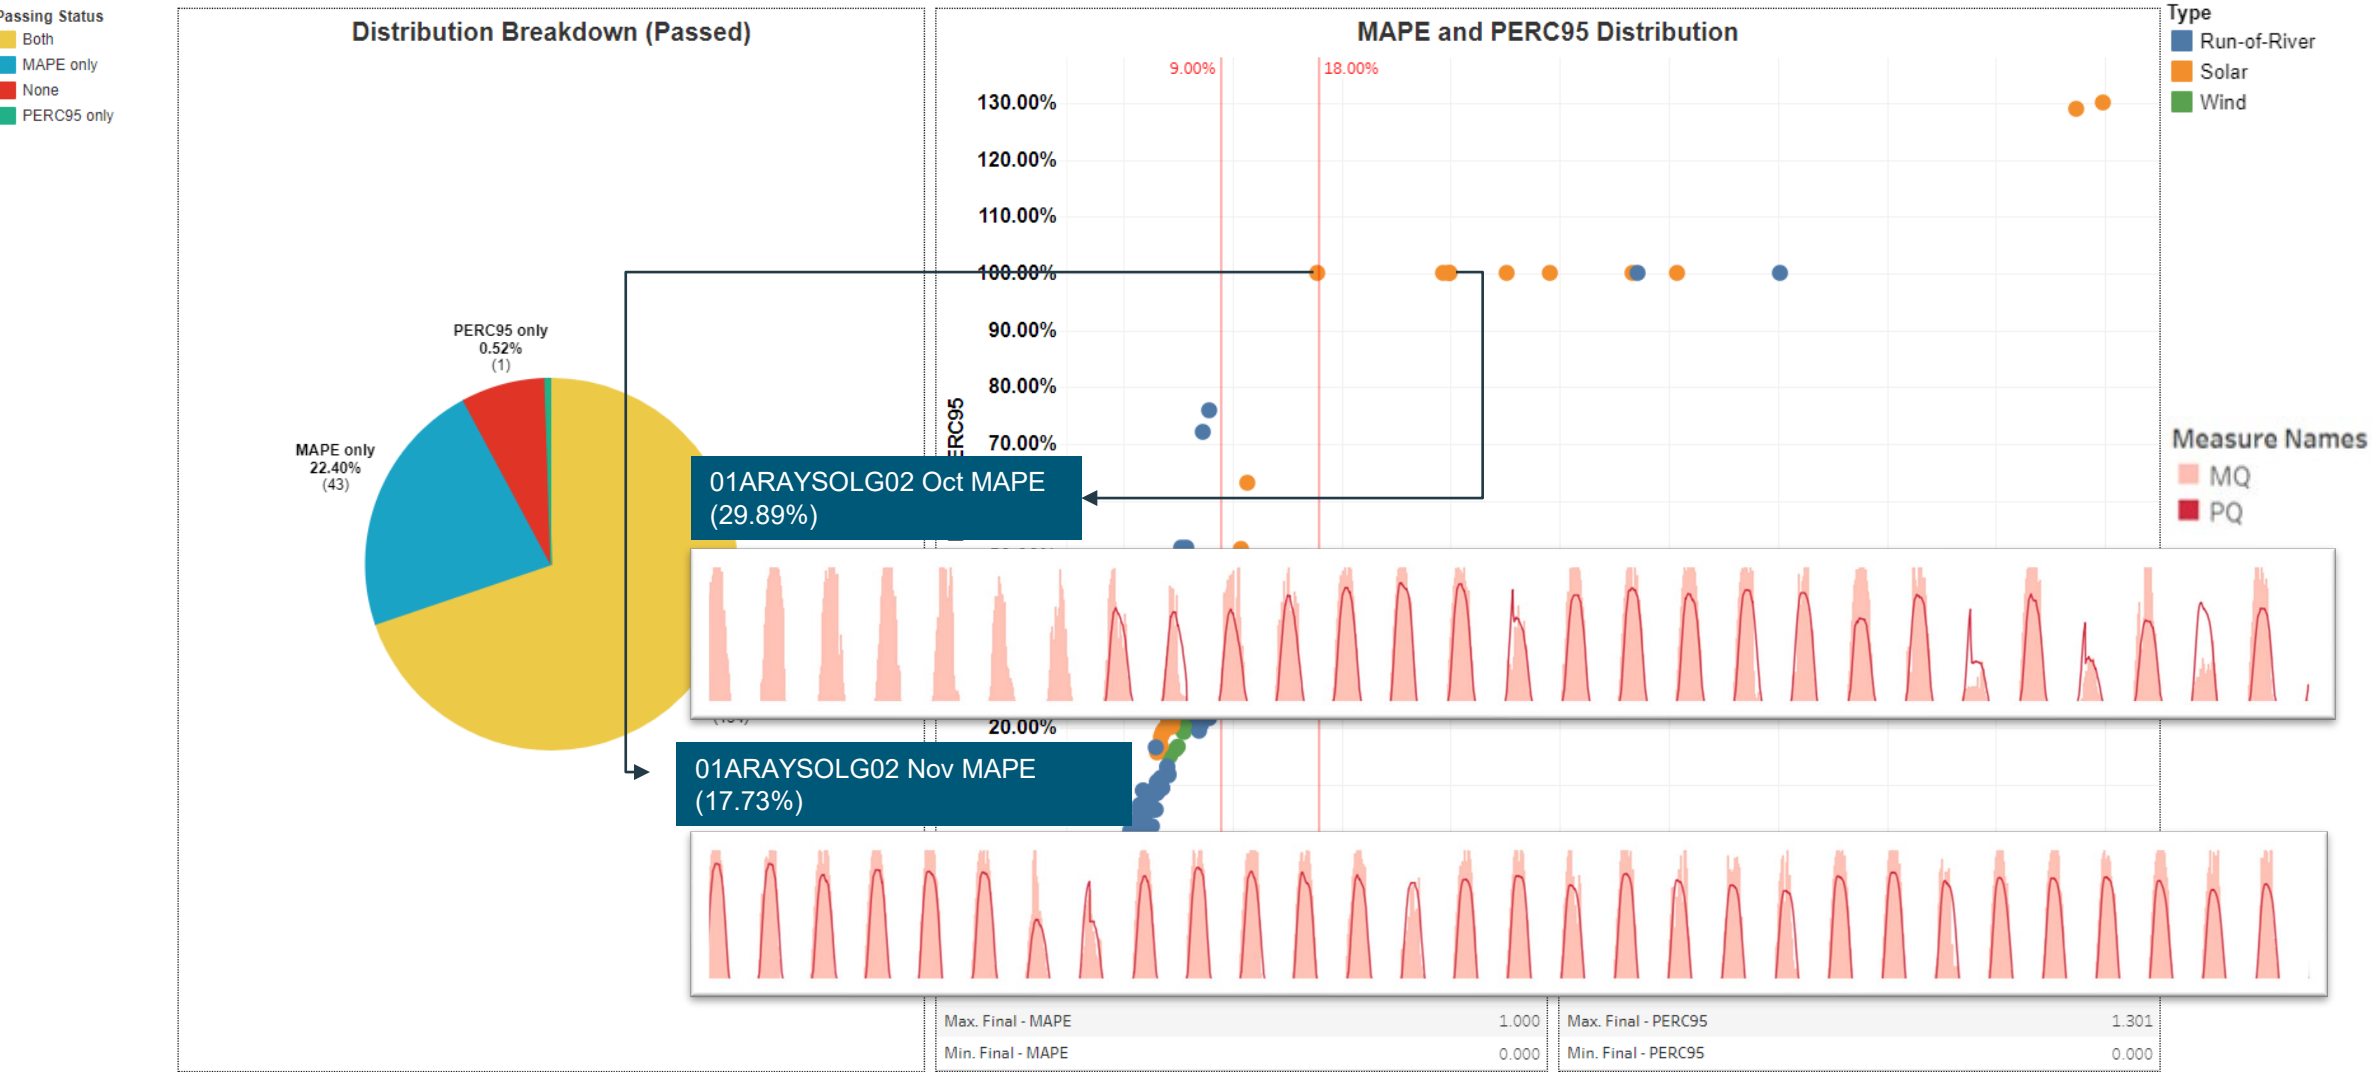 Passing Status
Both
MAPE only
None
PERC95 only
Distribution Breakdown (Passed)
PERC95 only
0.52%
(1)
MAPE only
22.40%
(43)
MAPE and PERC95 Distribution
9.00%
18.00%
130.00%
120.00%
110.00%
100.00%
90.00%
80.00%
70.00%
20.00%
ERC95
Type
Run-of-River
Solar
Wind
Measure Names
MQ
PQ
01ARAYSOLG02 Oct MAPE
(29.89%)
01ARAYSOLG02 Nov MAPE
(17.73%)
Max. Final - MAPE 1.000
Min. Final - MAPE 0.000
Max. Final - PERC95 1.301
Min. Final - PERC95 0.000